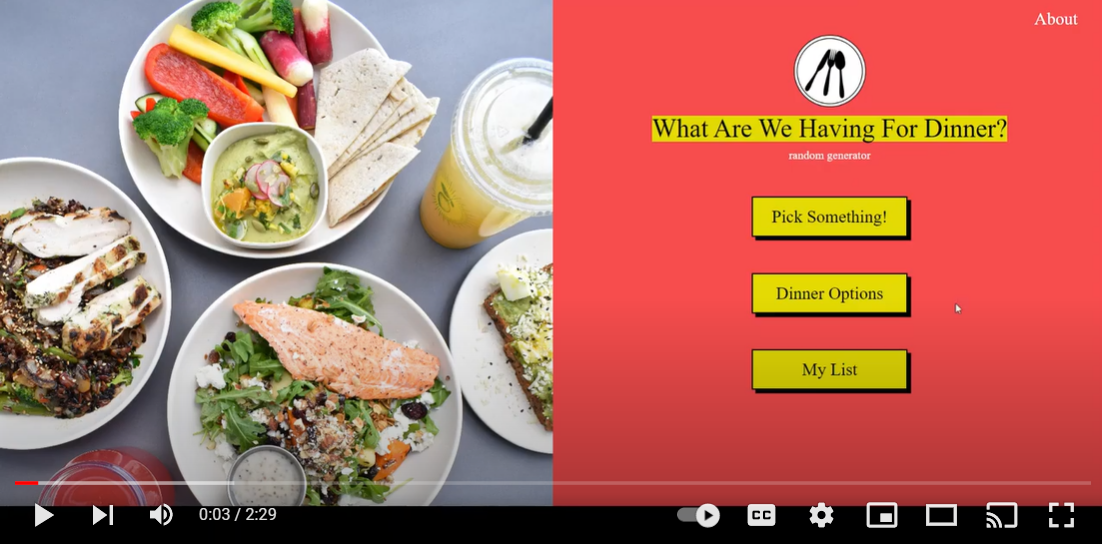 About
What Are We Having For Dinner?
random generator
Pick Something!
Dinner Options
My List
0:03 / 2:29
CC